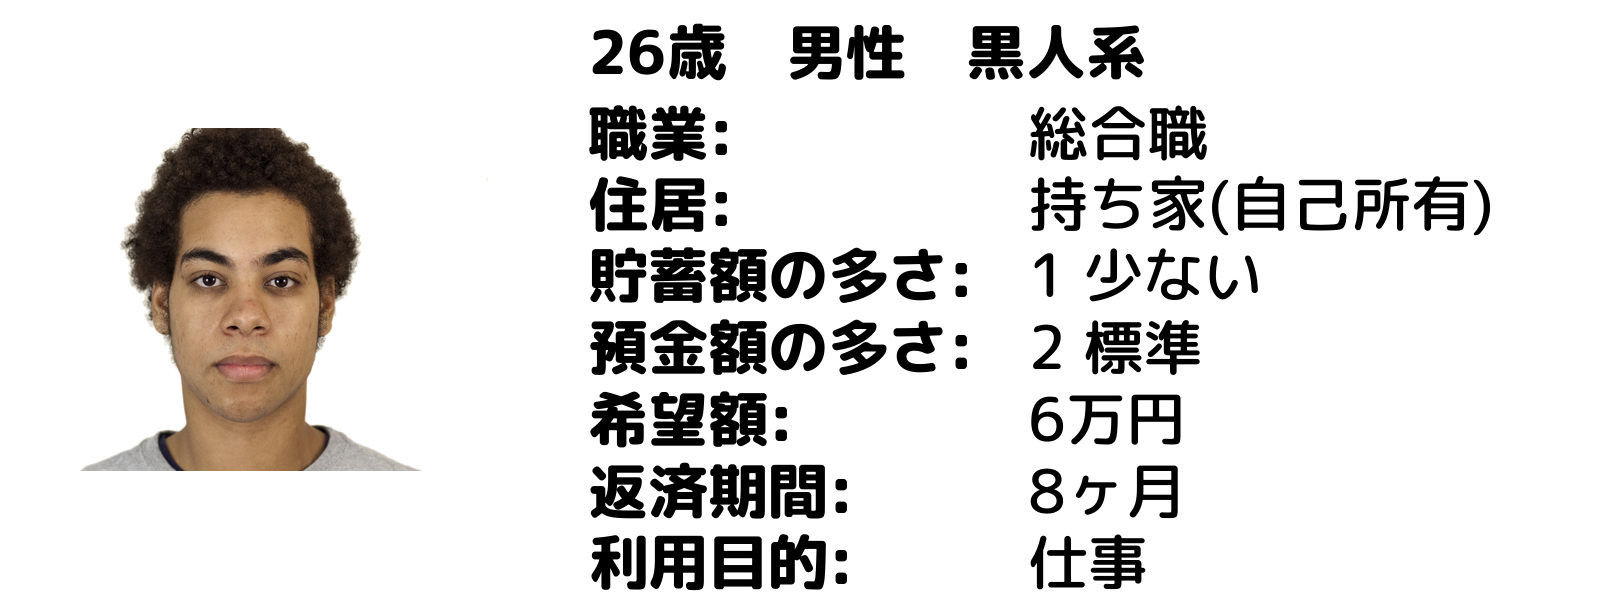 26歳　男性　黒人系
職業: 総合職
住居: 持ち家(自己所有)
貯蓄額の多さ: 1 少ない
預金額の多さ: 2 標準
希望額: 6万円
返済期間: 8ヶ月
利用目的: 仕事